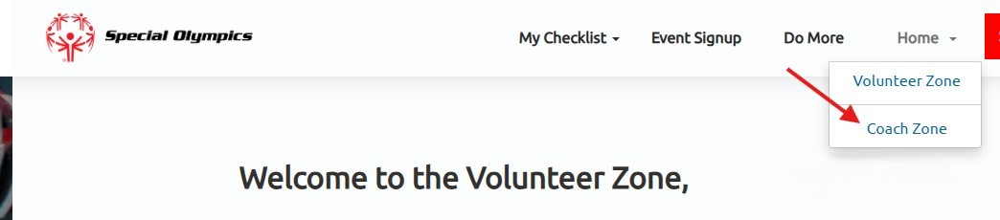 Special Olympics
My Checklist Event Signup Do More Home
Volunteer Zone
Coach Zone
Welcome to the Volunteer Zone,